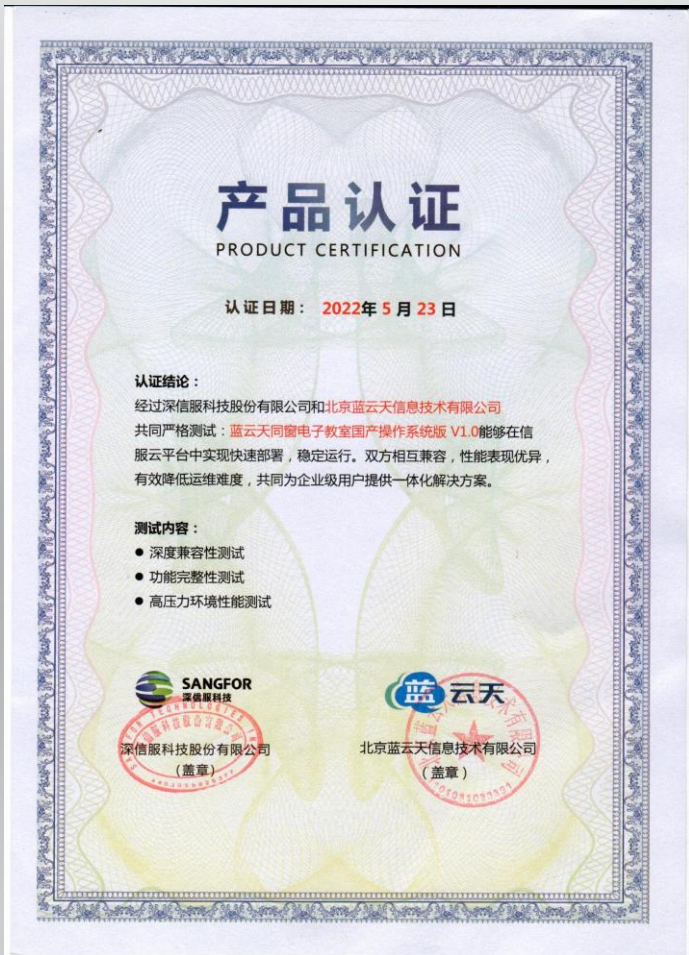 产品认证
PRODUCT CERTIFICATION
认证日期： 2022年 5 月 23 日
认证结论：
经过深信服科技股份有限公司和北京蓝云天信息技术有限公司
共同严格测试：蓝云天同窗电子教室国产操作系统版 V1.0能够在信
服云平台中实现快速部署，稳定运行。双方相互兼容，性能表现优异，
有效降低运维难度，共同为企业级用户提供一体化解决方案。
测试内容：
● 深度兼容性测试
● 功能完整性测试
● 高压力环境性能测试
SANGFOR
深信服科技
蓝云天
深信服科技股份有限公司
（盖章）
北京蓝云天信息技术有限公司
（盖章）